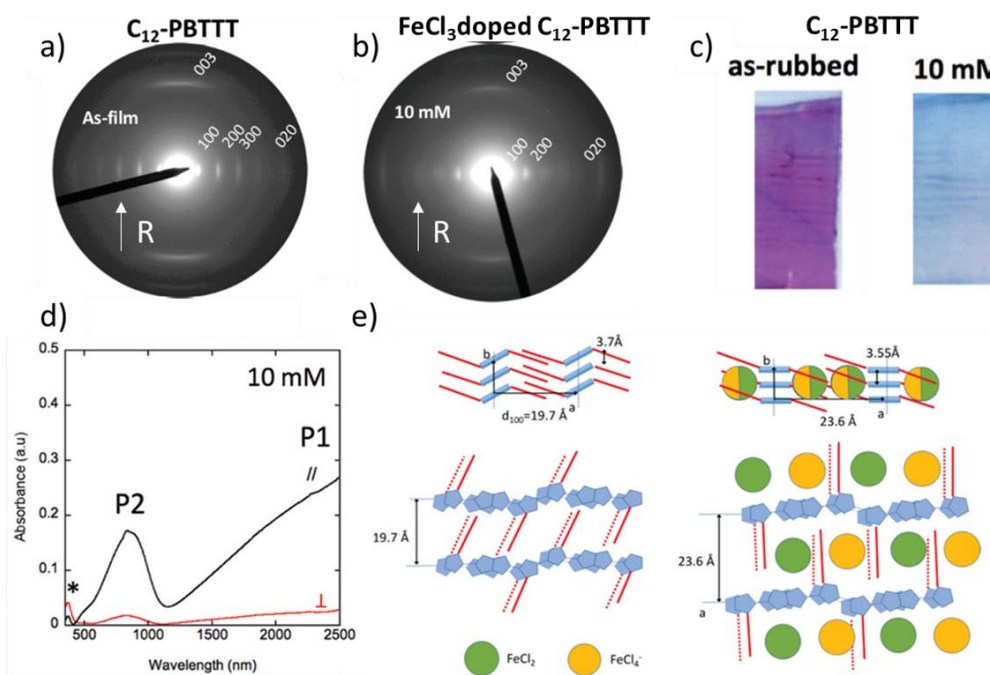 a)
C₁₂-PBTTT
As-film
003
100
200
300
020
R
b)
FeCl₃doped C₁₂-PBTTT
10 mM
003
100
200
020
R
c)
C₁₂-PBTTT
as-rubbed
10 mM
d)
0.5
0.4
0.3
0.2
0.1
0
500
1000
1500
2000
2500
Absorbance (a.u)
Wavelength (nm)
10 mM
P1
//
P2
*
⊥
e)
b
3.7Å
a
d₁₀₀=19.7 Å
19.7 Å
b
3.55Å
a
23.6 Å
23.6 Å
a
FeCl₂
FeCl₄⁻